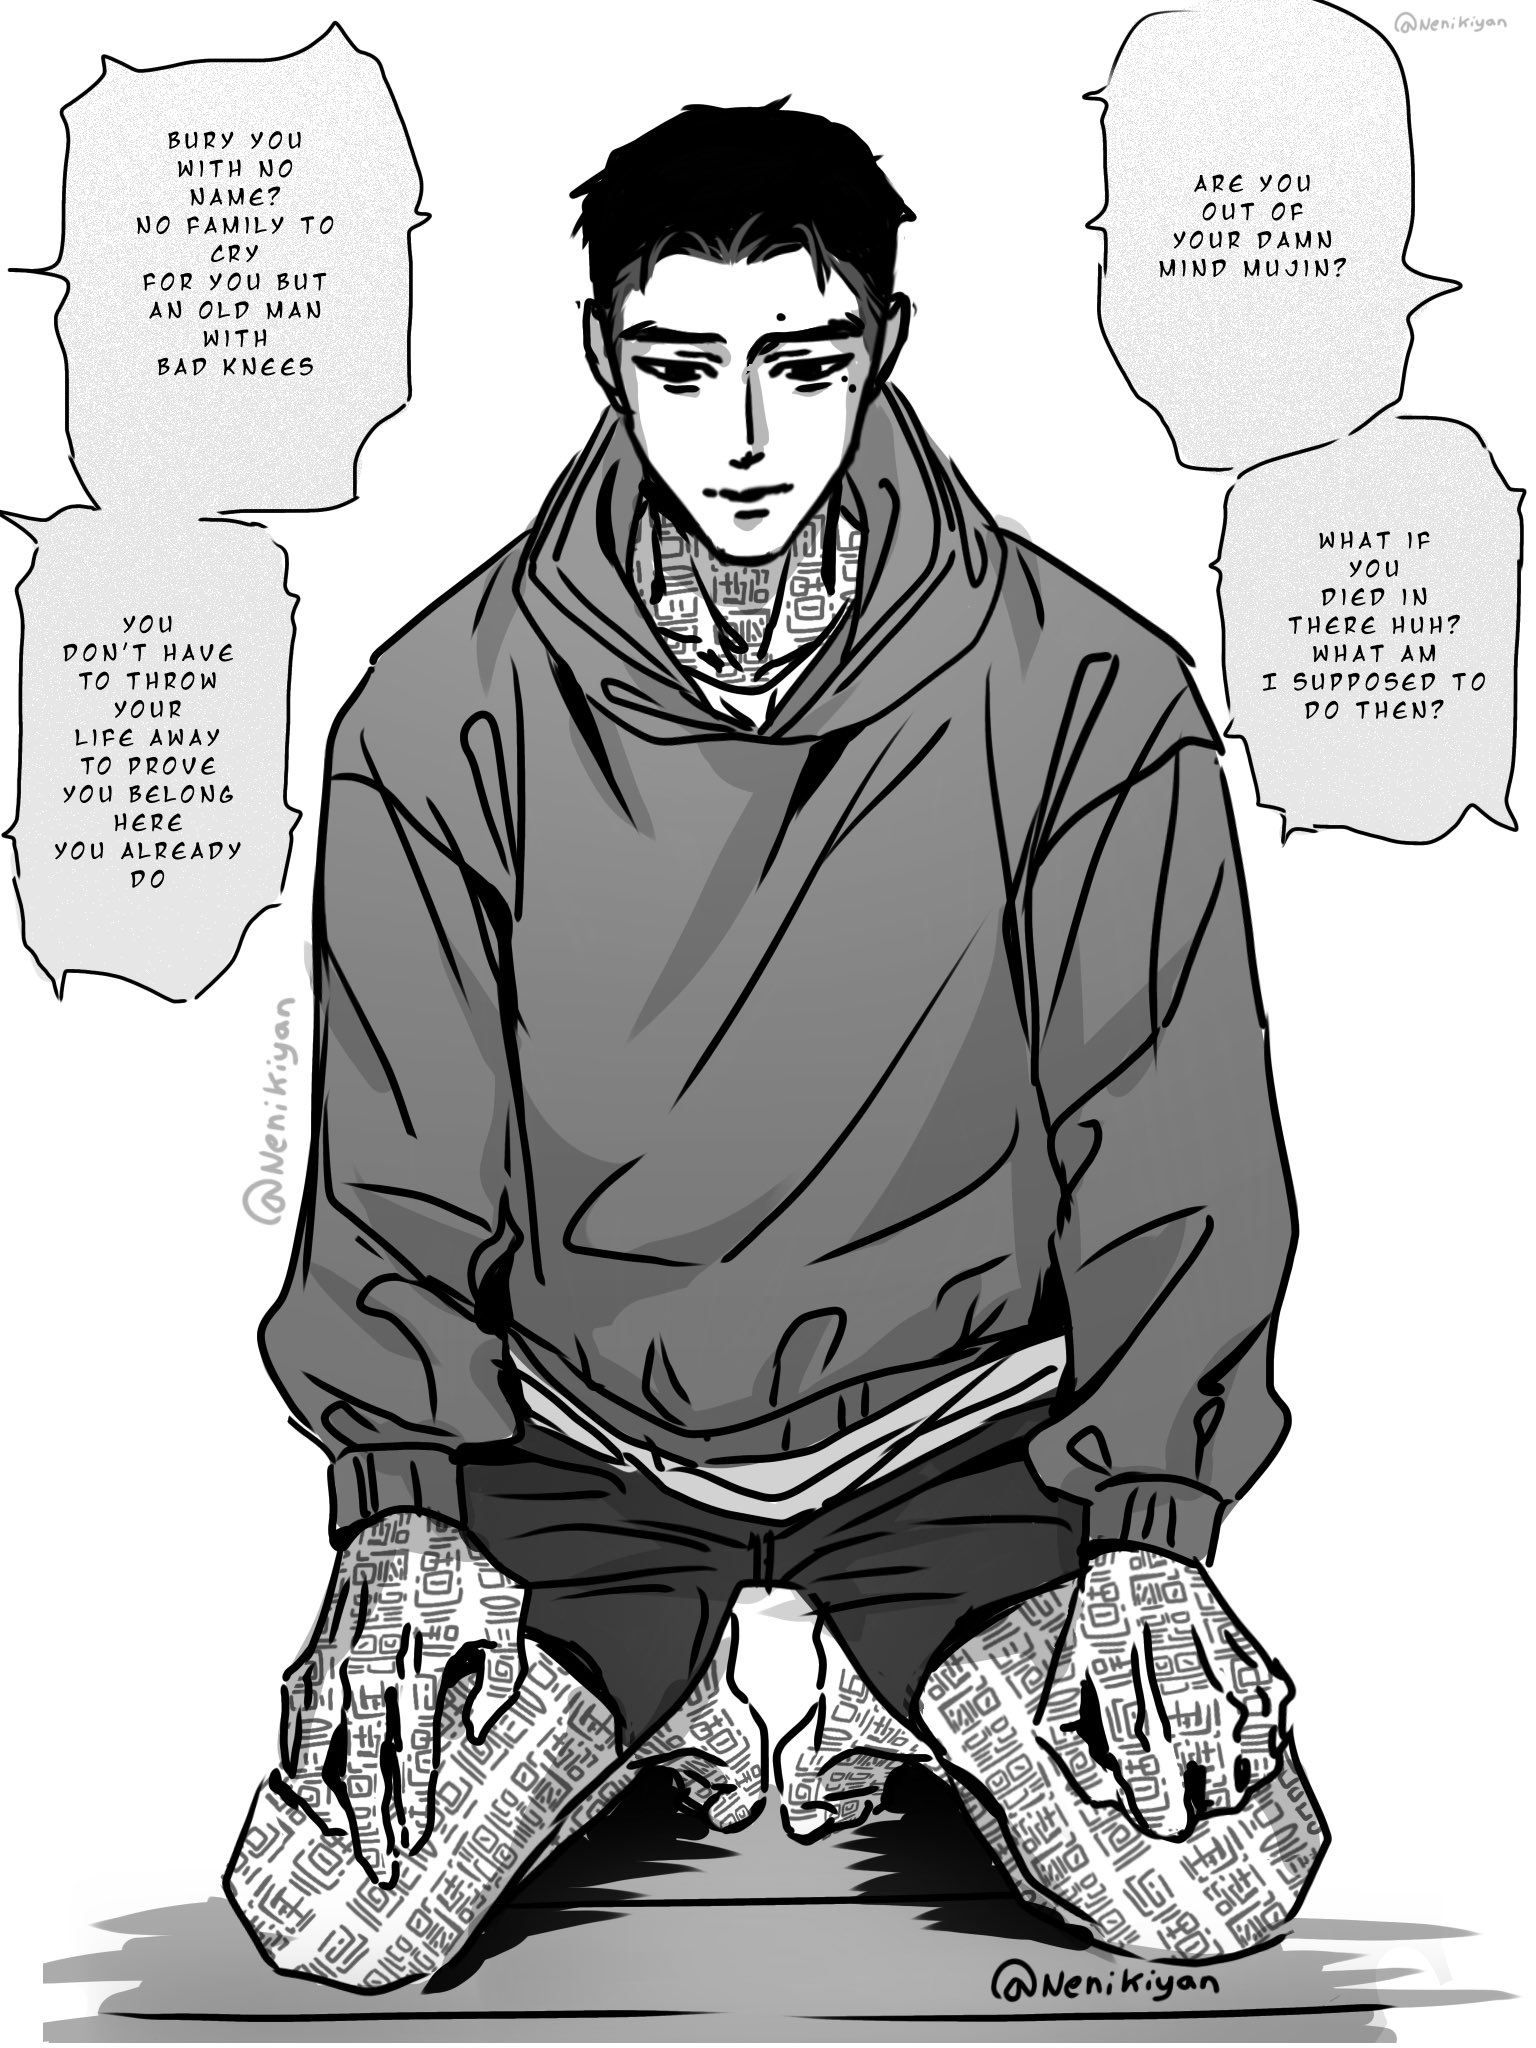 @Nenikiyan
ARE YOU
OUT OF
YOUR DAMN
MIND MUJIN?
WHAT IF
YOU
DIED IN
THERE HUH?
WHAT AM
I SUPPOSED TO
DO THEN?
BURY YOU
WITH NO
NAME?
NO FAMILY TO
CRY
FOR YOU BUT
AN OLD MAN
WITH
BAD KNEES
YOU
DON'T HAVE
TO THROW
YOUR
LIFE AWAY
TO PROVE
YOU BELONG
HERE
YOU ALREADY
DO
@Nenikiyan
@Nenikiyan